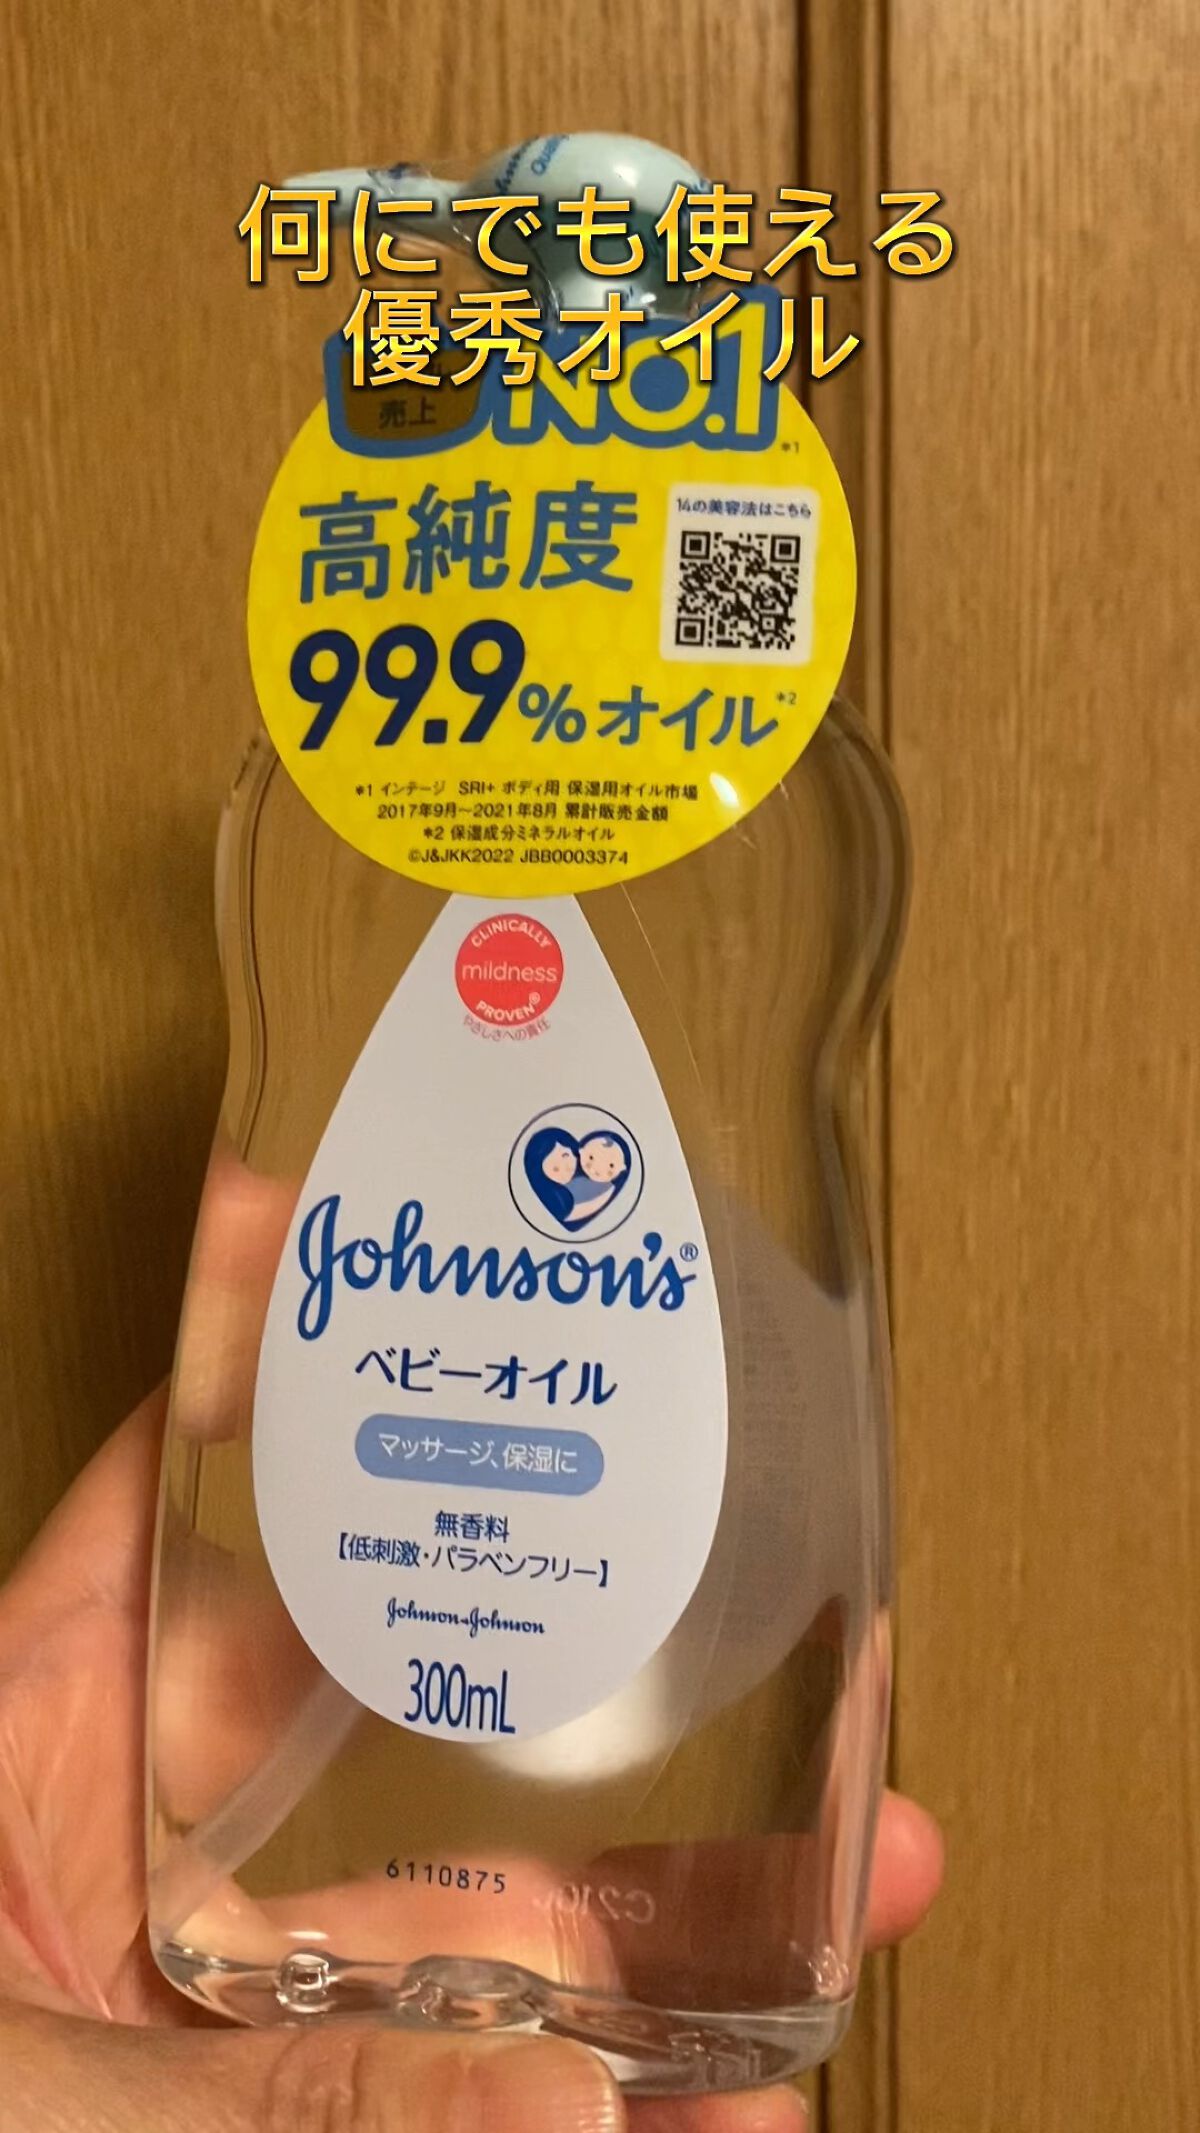 Quality
何にでも使える
優秀オイル
売上
NO.1
*1
14の美容法はこちら
高純度
99.9%オイル*2
*1 インテージ SRI+ ボディ用 保湿用オイル市場
2017年9月~2021年8月 累計販売金額
*2 保湿成分ミネラルオイル
©J&JKK2022 JBB0003374
CLINICALLY
mildness
PROVEN®
やさしさへの責任
Johnson's®
ベビーオイル
マッサージ、保湿に
無香料
【低刺激・パラベンフリー】
Johnson+Johnson
300mL
6110875